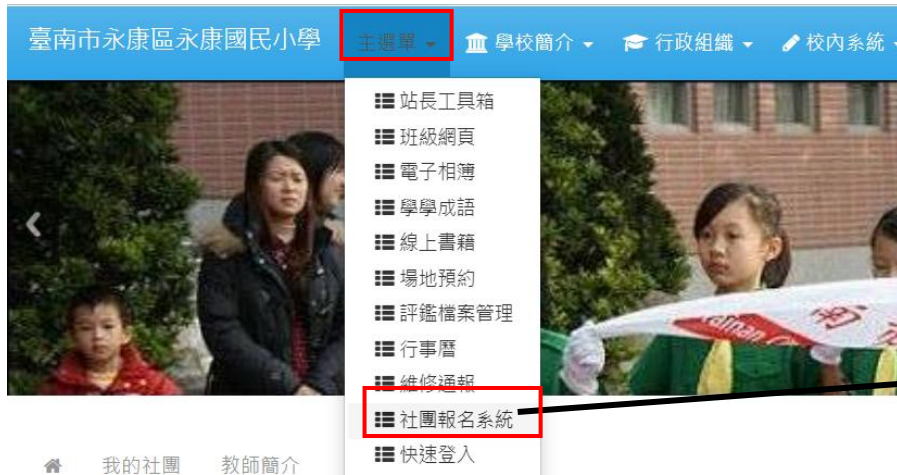 臺南市永康區永康國民小學 主選單 學校簡介 行政組織 校內系統
站長工具箱
班級網頁
電子相簿
學學成語
線上書籍
場地預約
評鑑檔案管理
行事曆
維修通報
社團報名系統
快速登入
我的社團 教師簡介
Tainan